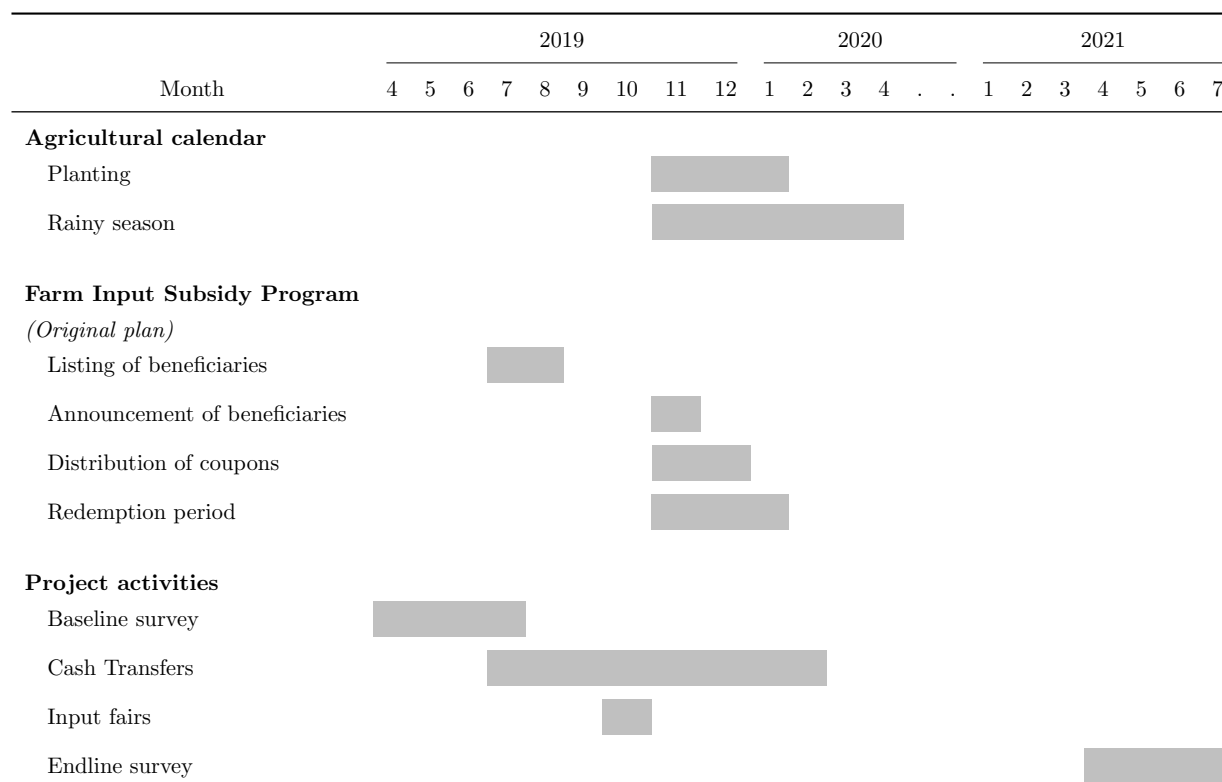 2019 2020 2021
Month 4 5 6 7 8 9 10 11 12 1 2 3 4 . . 1 2 3 4 5 6 7
Agricultural calendar
Planting
Rainy season
Farm Input Subsidy Program
(Original plan)
Listing of beneficiaries
Announcement of beneficiaries
Distribution of coupons
Redemption period
Project activities
Baseline survey
Cash Transfers
Input fairs
Endline survey